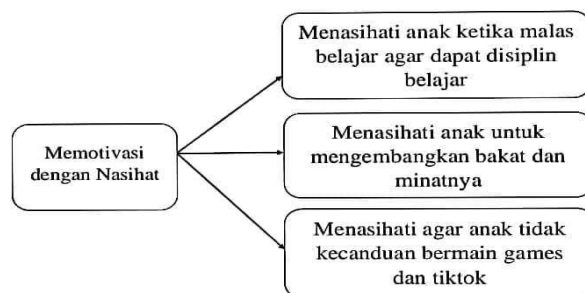 Menasihati anak ketika malas
belajar agar dapat disiplin
belajar
Memotivasi
dengan Nasihat
Menasihati anak untuk
mengembangkan bakat dan
minatnya
Menasihati agar anak tidak
kecanduan bermain games
dan tiktok